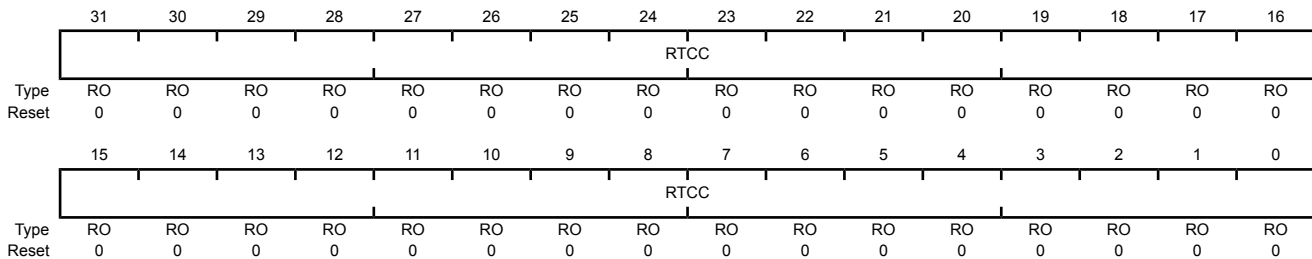 31 30 29 28 27 26 25 24 23 22 21 20 19 18 17 16
RTCC
Type RO RO RO RO RO RO RO RO RO RO RO RO RO RO RO RO
Reset 0 0 0 0 0 0 0 0 0 0 0 0 0 0 0 0
15 14 13 12 11 10 9 8 7 6 5 4 3 2 1 0
RTCC
Type RO RO RO RO RO RO RO RO RO RO RO RO RO RO RO RO
Reset 0 0 0 0 0 0 0 0 0 0 0 0 0 0 0 0